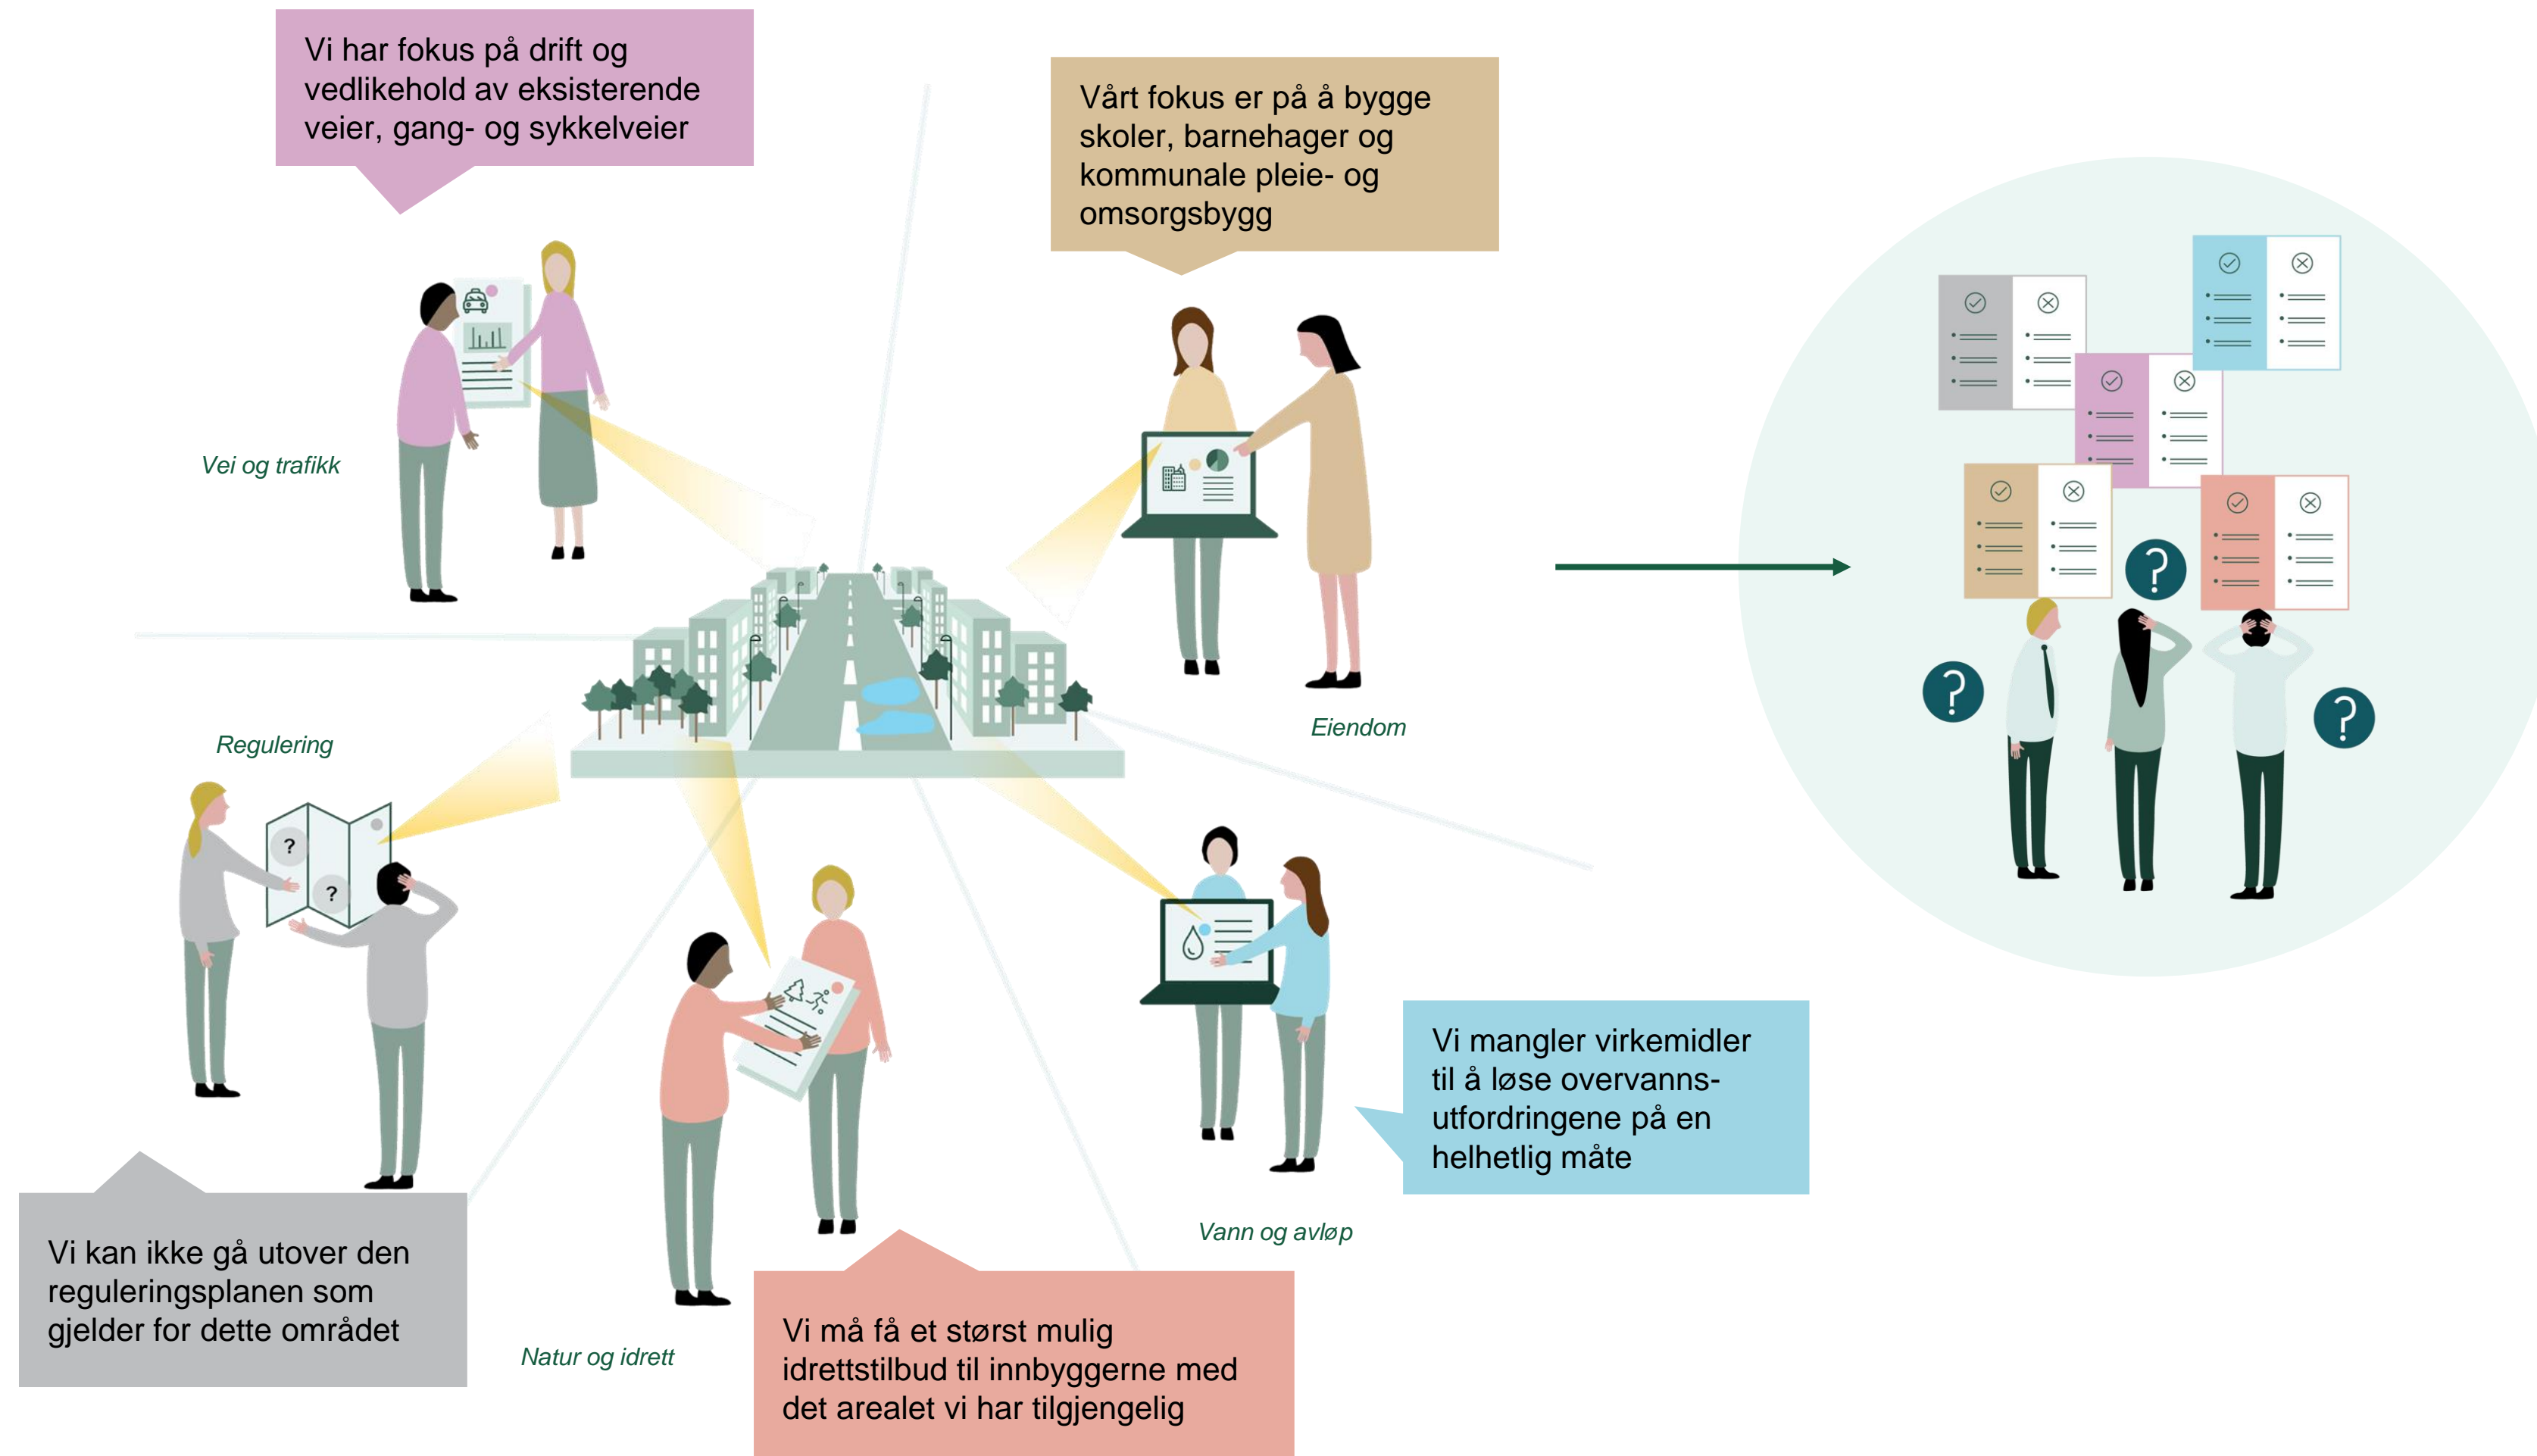 Vi har fokus på drift og
vedlikehold av eksisterende
veier, gang- og sykkelveier
Vårt fokus er på å bygge
skoler, barnehager og
kommunale pleie- og
omsorgsbygg
Vei og trafikk
Eiendom
Regulering
?
?
?
?
?
Vi mangler virkemidler
til å løse overvanns-
utfordringene på en
helhetlig måte
Vann og avløp
Vi kan ikke gå utover den
reguleringsplanen som
gjelder for dette området
Natur og idrett
Vi må få et størst mulig
idrettstilbud til innbyggerne med
det arealet vi har tilgjengelig